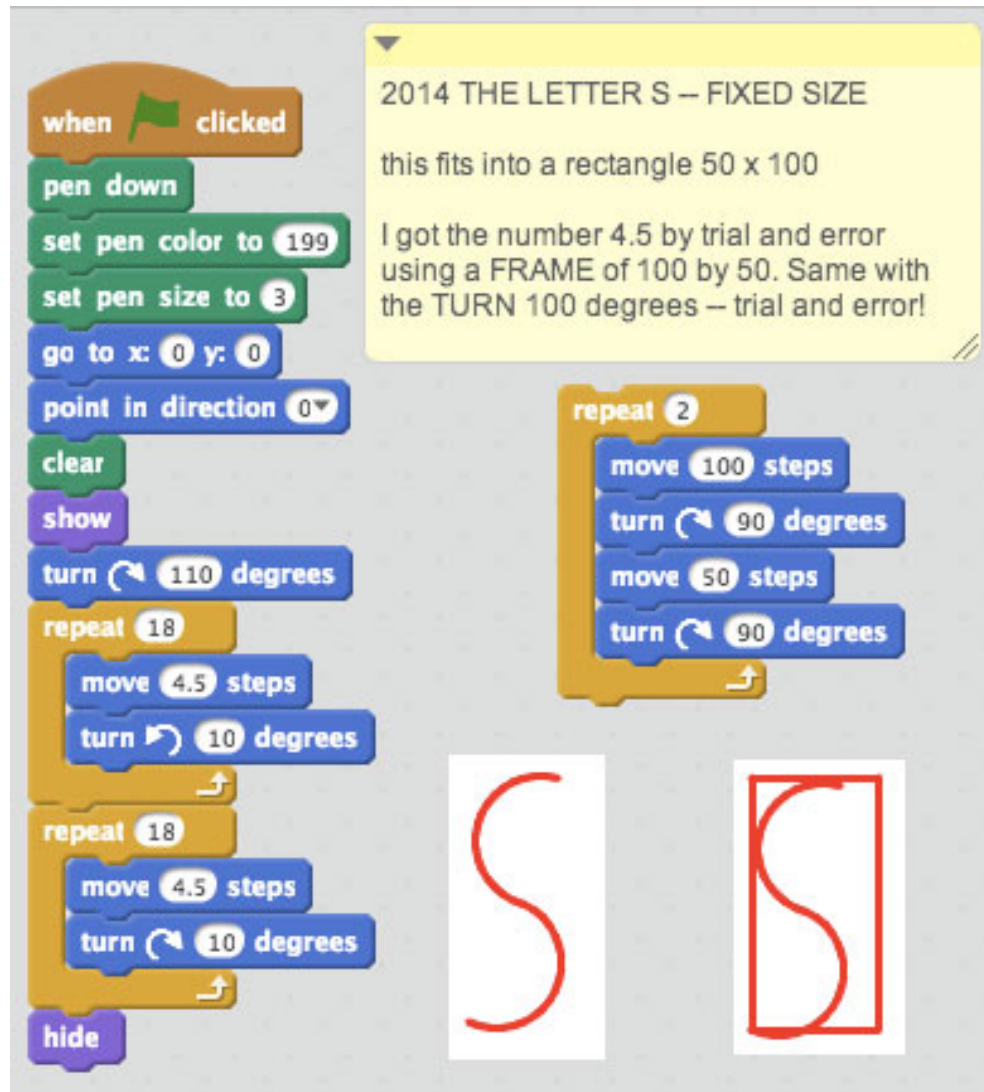 when clicked
pen down
set pen color to 199
set pen size to 3
go to x: 0 y: 0
point in direction 0
clear
show
turn 110 degrees
repeat 18
move 4.5 steps
turn 10 degrees
repeat 18
move 4.5 steps
turn 10 degrees
hide
2014 THE LETTER S -- FIXED SIZE
this fits into a rectangle 50 x 100
I got the number 4.5 by trial and error
using a FRAME of 100 by 50. Same with
the TURN 100 degrees -- trial and error!
repeat 2
move 100 steps
turn 90 degrees
move 50 steps
turn 90 degrees